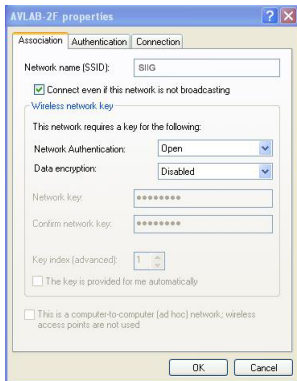 AVLAB-2F properties
Association Authentication Connection
Network name (SSID): SIIG
Connect even if this network is not broadcasting
Wireless network key
This network requires a key for the following:
Network Authentication: Open
Data encryption: Disabled
Network key: ••••••••
Confirm network key: ••••••••
Key index (advanced): 1
The key is provided for me automatically
This is a computer-to-computer (ad hoc) network; wireless
access points are not used
OK Cancel